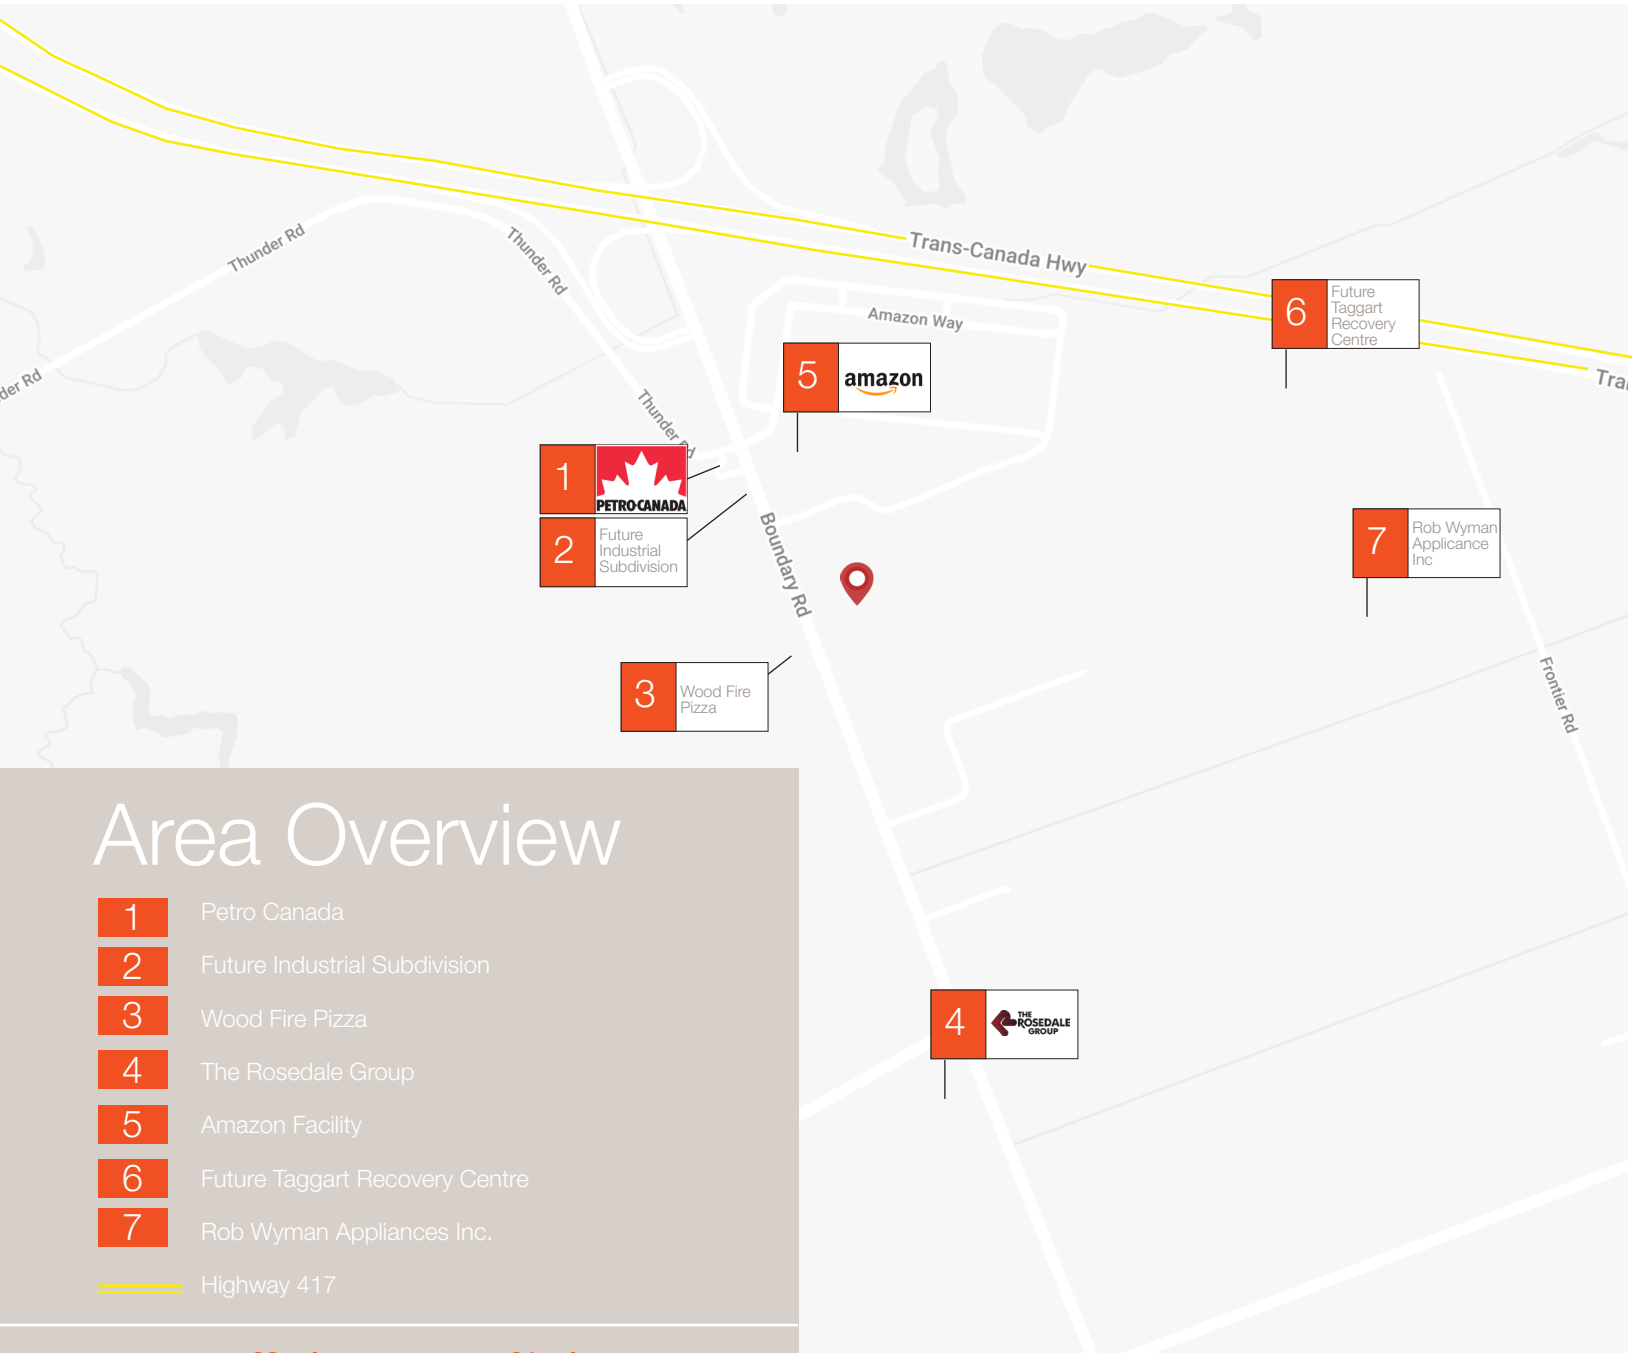 Thunder Rd
Thunder Rd
Trans-Canada Hwy
6
Future
Taggart
Recovery
Centre
Amazon Way
5
amazon
Thunder Rd
1
PETRO-CANADA
2
Future
Industrial
Subdivision
Boundary Rd
7
Rob Wyman
Applicance
Inc
3
Wood Fire
Pizza
Frontier Rd
4
THE
ROSEDALE
GROUP
Area Overview
1 Petro Canada
2 Future Industrial Subdivision
3 Wood Fire Pizza
4 The Rosedale Group
5 Amazon Facility
6 Future Taggart Recovery Centre
7 Rob Wyman Appliances Inc.
Highway 417